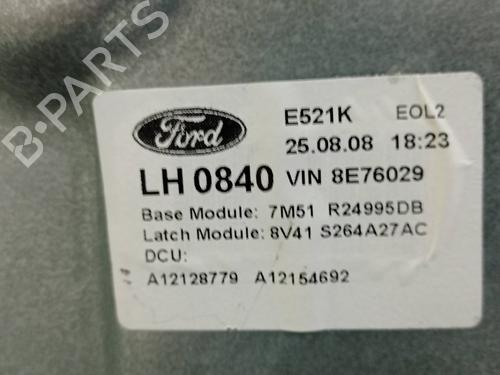 B-PARTS
Ford
E521K EOL2
25.08.08 18:23
LH 0840 VIN 8E76029
Base Module: 7M51 R24995DB
Latch Module: 8V41 S264A27AC
DCU:
A12128779 A12154692